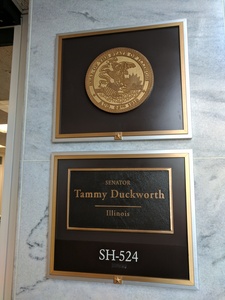 SENATOR
Tammy Duckworth
Illinois
SH-524